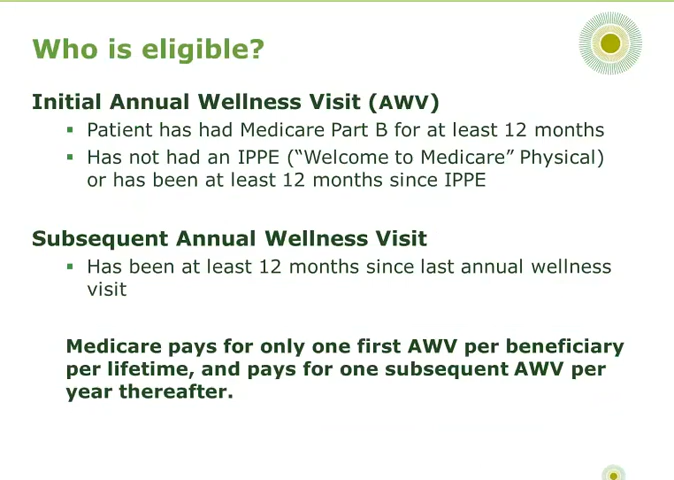 Who is eligible?
Initial Annual Wellness Visit (AWV)
▪ Patient has had Medicare Part B for at least 12 months
▪ Has not had an IPPE (“Welcome to Medicare” Physical)
or has been at least 12 months since IPPE
Subsequent Annual Wellness Visit
▪ Has been at least 12 months since last annual wellness
visit
Medicare pays for only one first AWV per beneficiary
per lifetime, and pays for one subsequent AWV per
year thereafter.